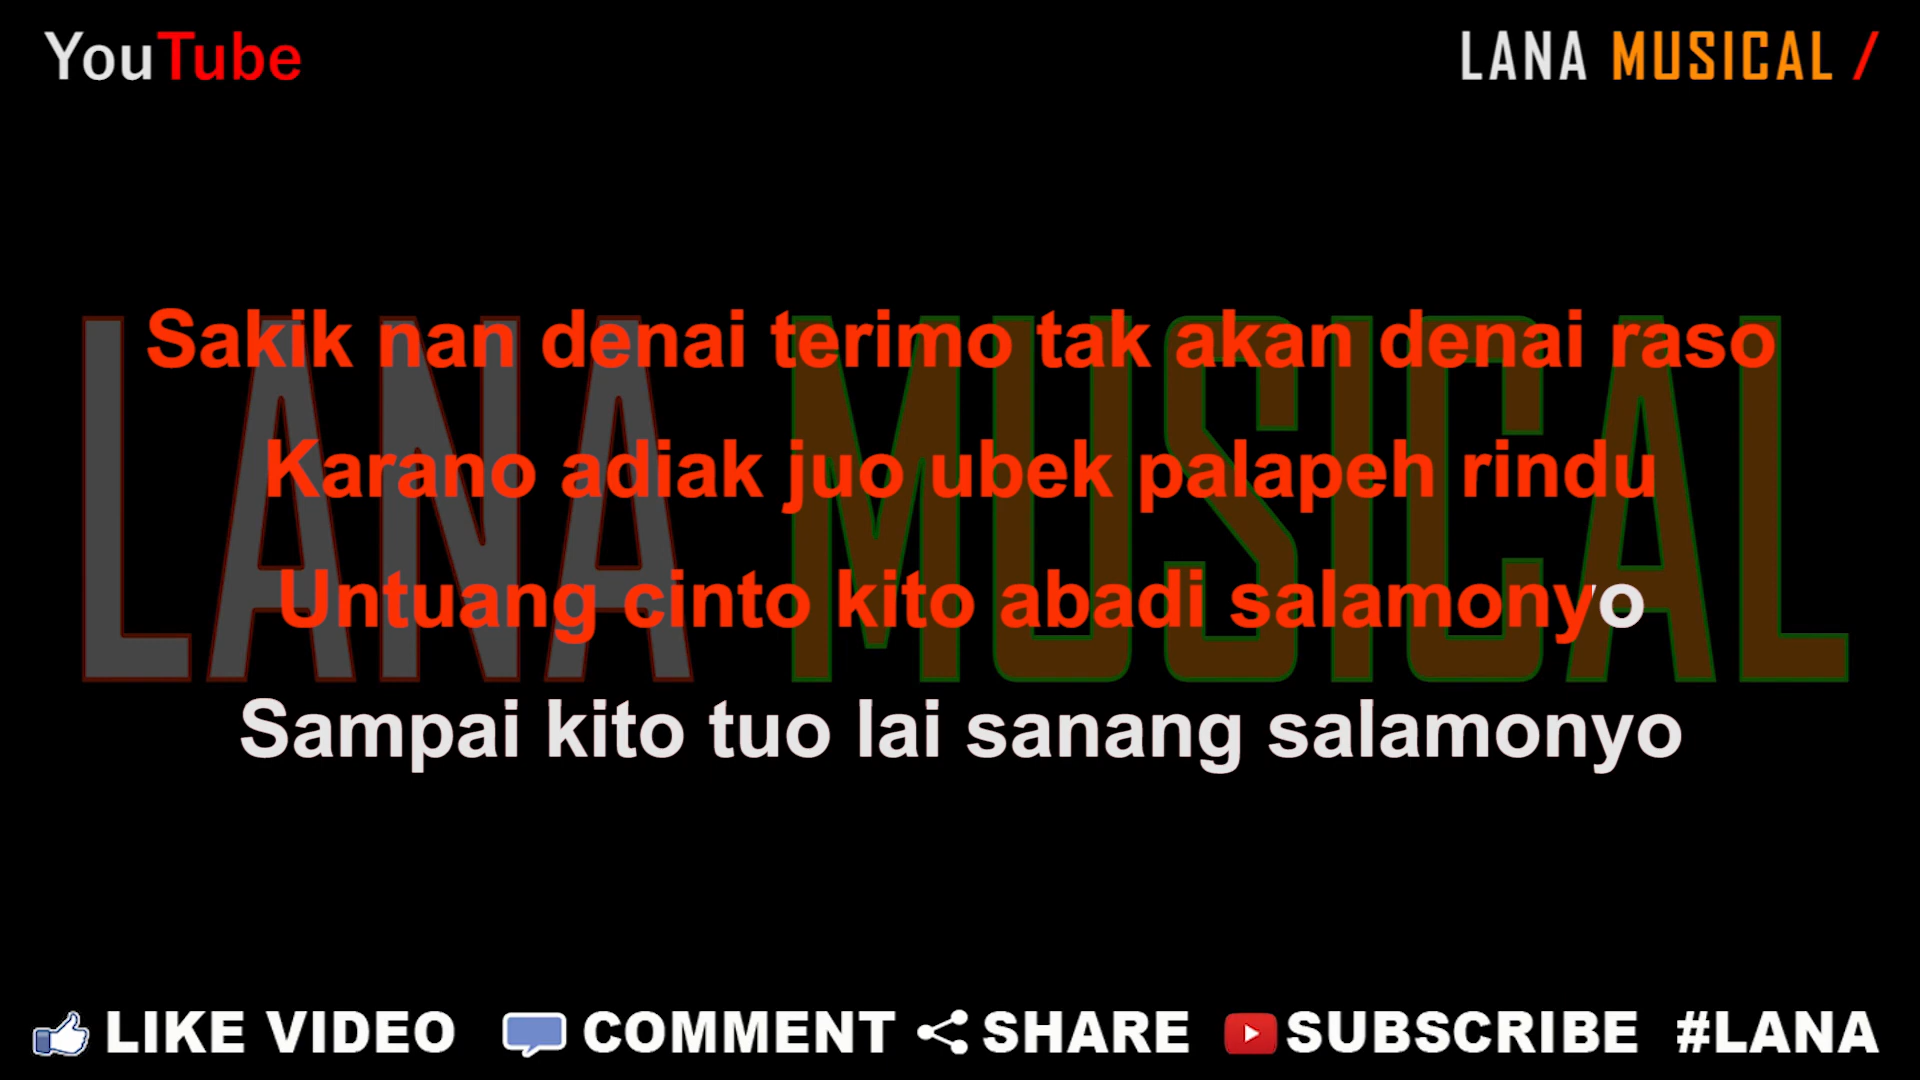 YouTube
LANA MUSICAL /
LANA MUSICAL
Sakik nan denai terimo tak akan denai raso
Karano adiak juo ubek palapeh rindu
Untuang cinto kito abadi salamonyo
Sampai kito tuo lai sanang salamonyo
LIKE VIDEO COMMENT SHARE SUBSCRIBE #LANA